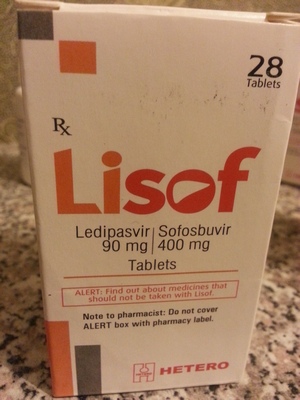 28
Tablets
Rx
Lisof
Ledipasvir | Sofosbuvir
90 mg | 400 mg
Tablets
ALERT: Find out about medicines that
should not be taken with Lisof.
Note to pharmacist: Do not cover
ALERT box with pharmacy label.
HETERO